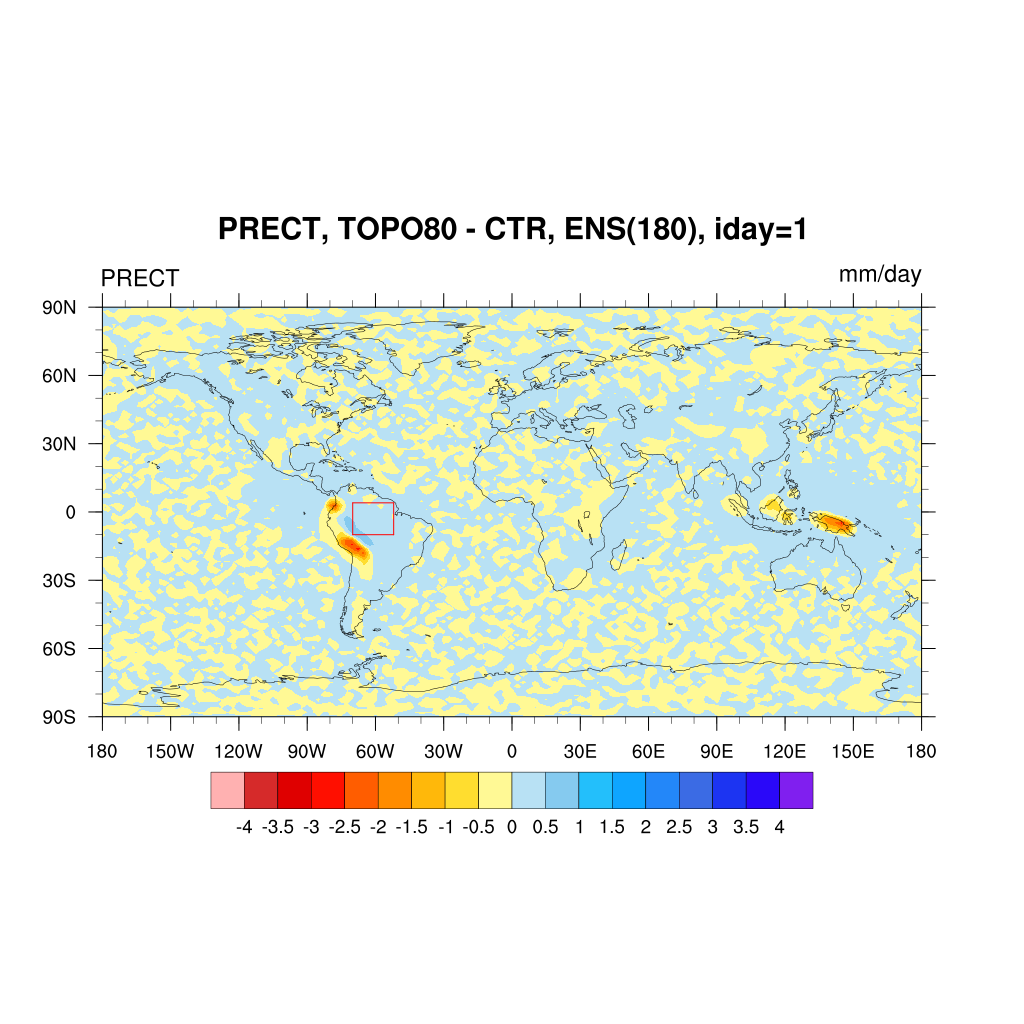 PRECT, TOPO80 - CTR, ENS(180), iday=1
PRECT mm/day
90N
60N
30N
0
30S
60S
90S
180 150W 120W 90W 60W 30W 0 30E 60E 90E 120E 150E 180
-4 -3.5 -3 -2.5 -2 -1.5 -1 -0.5 0 0.5 1 1.5 2 2.5 3 3.5 4